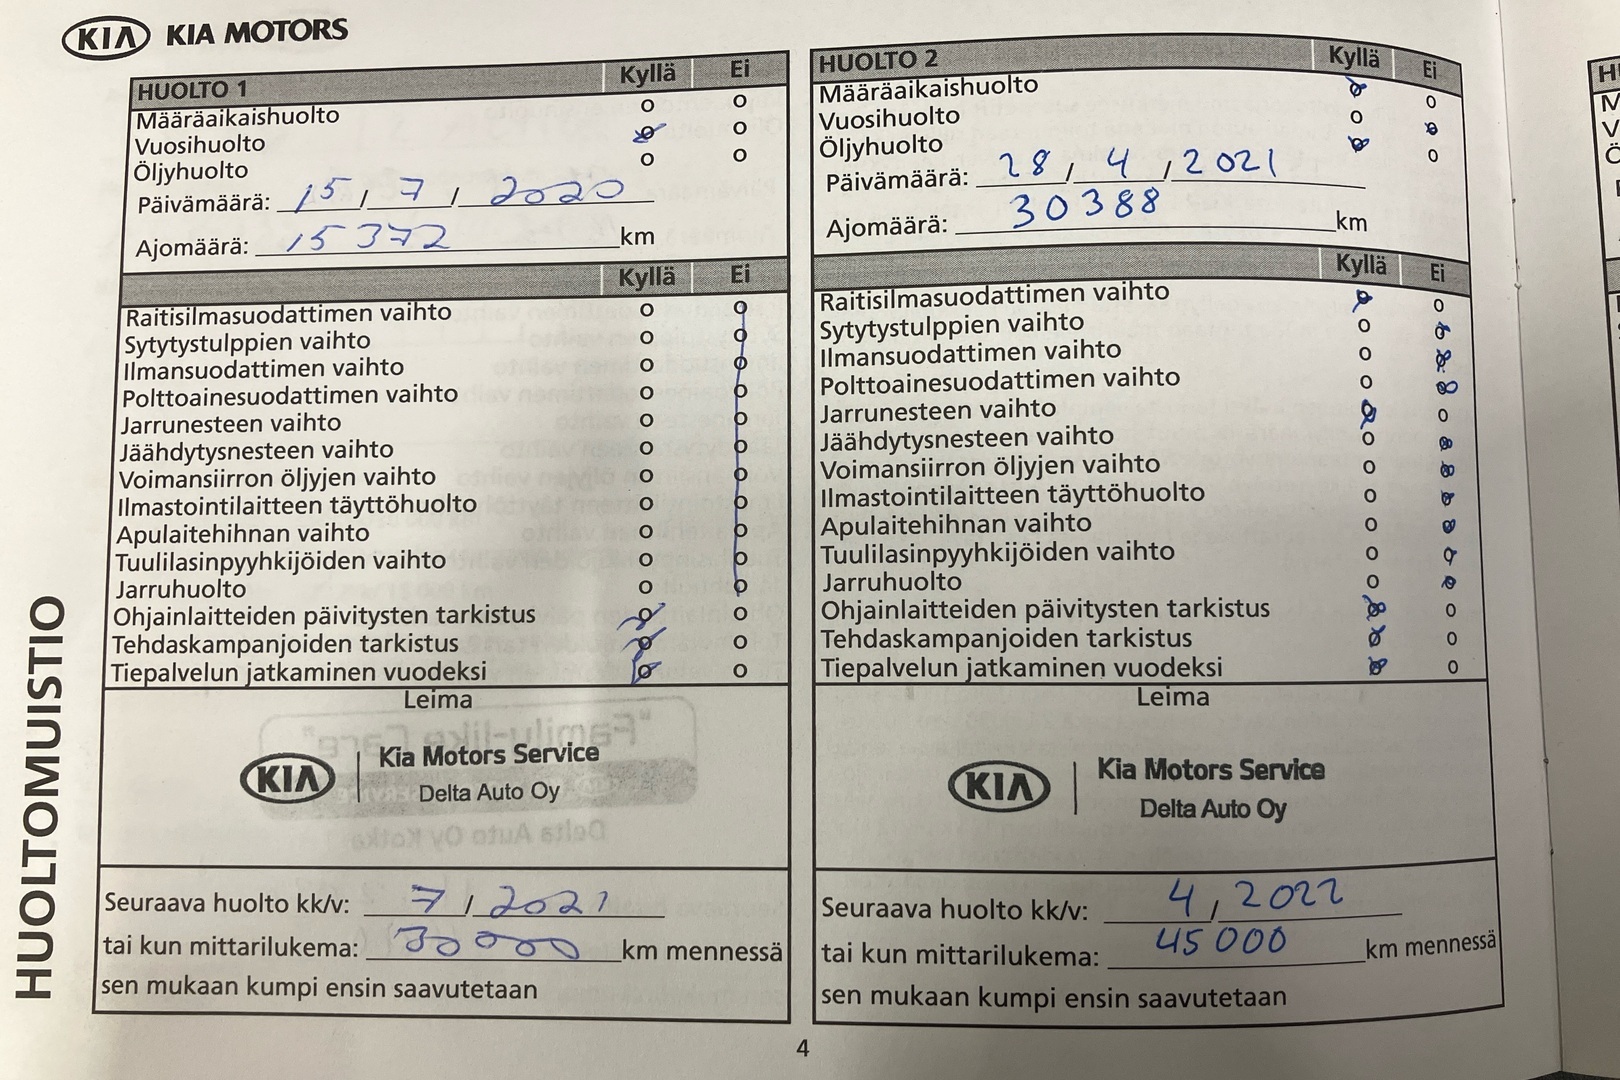 KIA KIA MOTORS
HUOLTOMUISTIO
HUOLTO 1 Kyllä Ei
Määräaikaishuolto o o
Vuosihuolto o o
Öljyhuolto o o
Päivämäärä: 15 / 7 / 2020
Ajomäärä: 15372 km
Kyllä Ei
Raitisilmasuodattimen vaihto o o
Sytytystulppien vaihto o o
Ilmansuodattimen vaihto o o
Polttoainesuodattimen vaihto o o
Jarrunesteen vaihto o o
Jäähdytysnesteen vaihto o o
Voimansiirron öljyjen vaihto o o
Ilmastointilaitteen täyttöhuolto o o
Apulaitehihnan vaihto o o
Tuulilasinpyyhkijöiden vaihto o o
Jarruhuolto o o
Ohjainlaitteiden päivitysten tarkistus o o
Tehdaskampanjoiden tarkistus o o
Tiepalvelun jatkaminen vuodeksi o o
Leima
KIA Kia Motors Service
Delta Auto Oy
Seuraava huolto kk/v: 7 / 2021
tai kun mittarilukema: 30000 km mennessä
sen mukaan kumpi ensin saavutetaan
HUOLTO 2 Kyllä Ei
Määräaikaishuolto o o
Vuosihuolto o o
Öljyhuolto o o
Päivämäärä: 28 / 4 / 2021
Ajomäärä: 30388 km
Kyllä Ei
Raitisilmasuodattimen vaihto o o
Sytytystulppien vaihto o o
Ilmansuodattimen vaihto o o
Polttoainesuodattimen vaihto o o
Jarrunesteen vaihto o o
Jäähdytysnesteen vaihto o o
Voimansiirron öljyjen vaihto o o
Ilmastointilaitteen täyttöhuolto o o
Apulaitehihnan vaihto o o
Tuulilasinpyyhkijöiden vaihto o o
Jarruhuolto o o
Ohjainlaitteiden päivitysten tarkistus o o
Tehdaskampanjoiden tarkistus o o
Tiepalvelun jatkaminen vuodeksi o o
Leima
KIA Kia Motors Service
Delta Auto Oy
Seuraava huolto kk/v: 4 / 2022
tai kun mittarilukema: 45 000 km mennessä
sen mukaan kumpi ensin saavutetaan
4